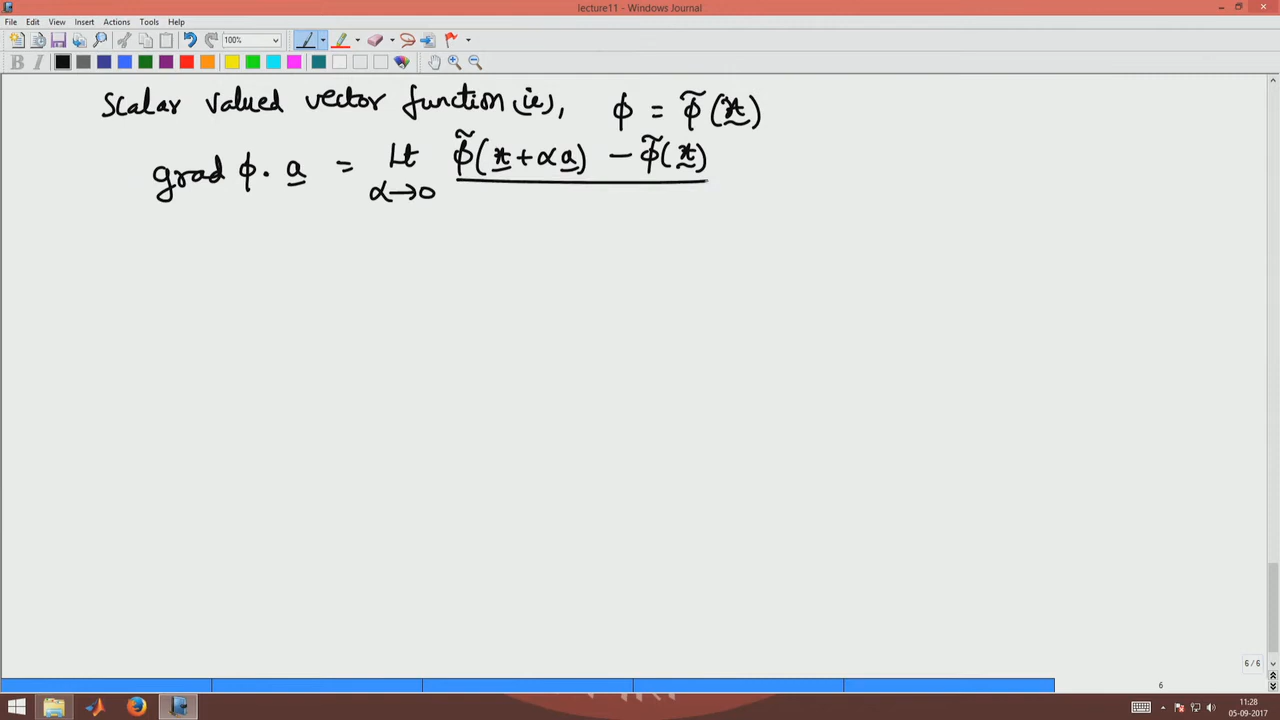 lecture11 - Windows Journal
File Edit View Insert Actions Tools Help
100%
B I
Scalar valued vector function (ie), φ = φ̃(x̰)
grad φ · a̲ = Lt φ̃(x̲ + α a̲) − φ̃(x̰)
α→0
6/6
6
11:28
05-09-2017